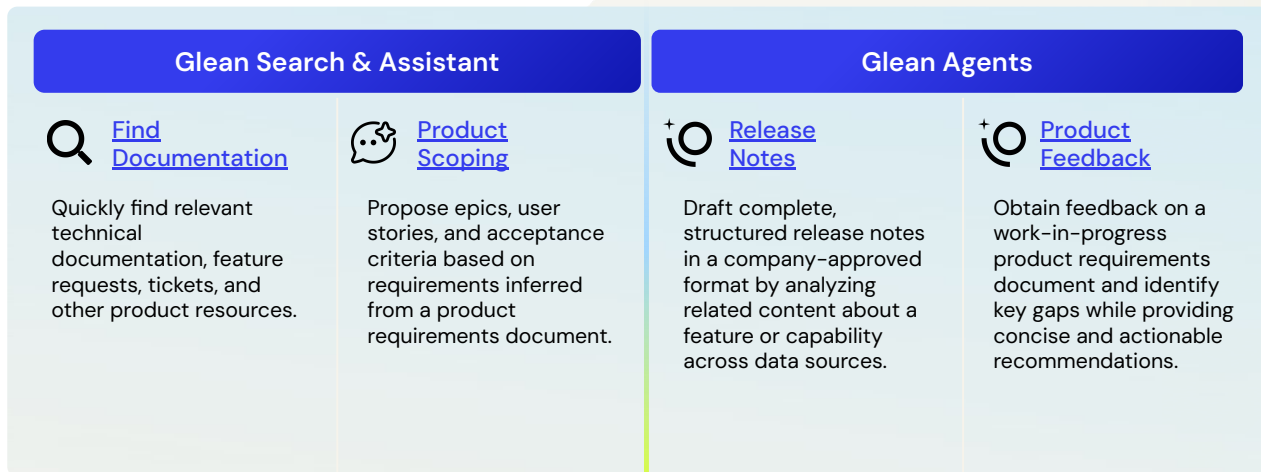 Glean Search & Assistant
Find
Documentation
Quickly find relevant
technical
documentation, feature
requests, tickets, and
other product resources.
Product
Scoping
Propose epics, user
stories, and acceptance
criteria based on
requirements inferred
from a product
requirements document.
Glean Agents
Release
Notes
Draft complete,
structured release notes
in a company-approved
format by analyzing
related content about a
feature or capability
across data sources.
Product
Feedback
Obtain feedback on a
work-in-progress
product requirements
document and identify
key gaps while providing
concise and actionable
recommendations.